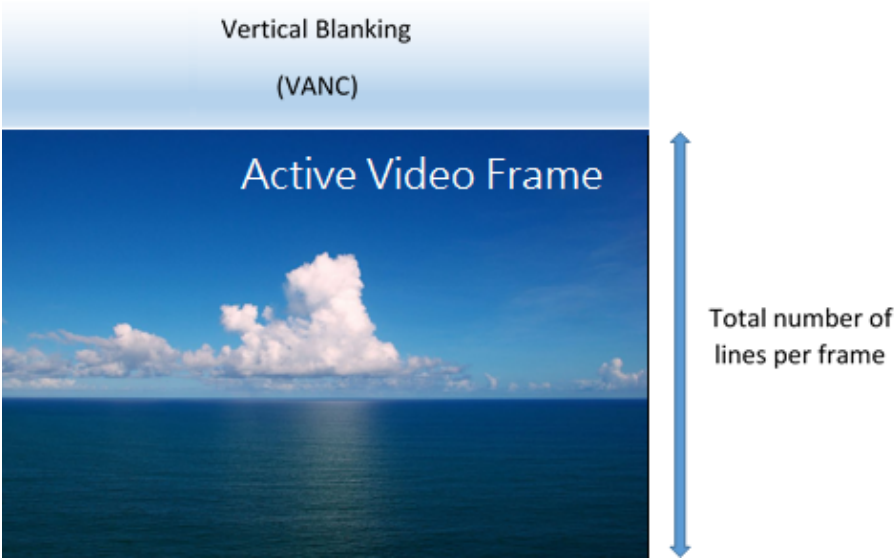 Vertical Blanking
(VANC)
Active Video Frame
Total number of
lines per frame